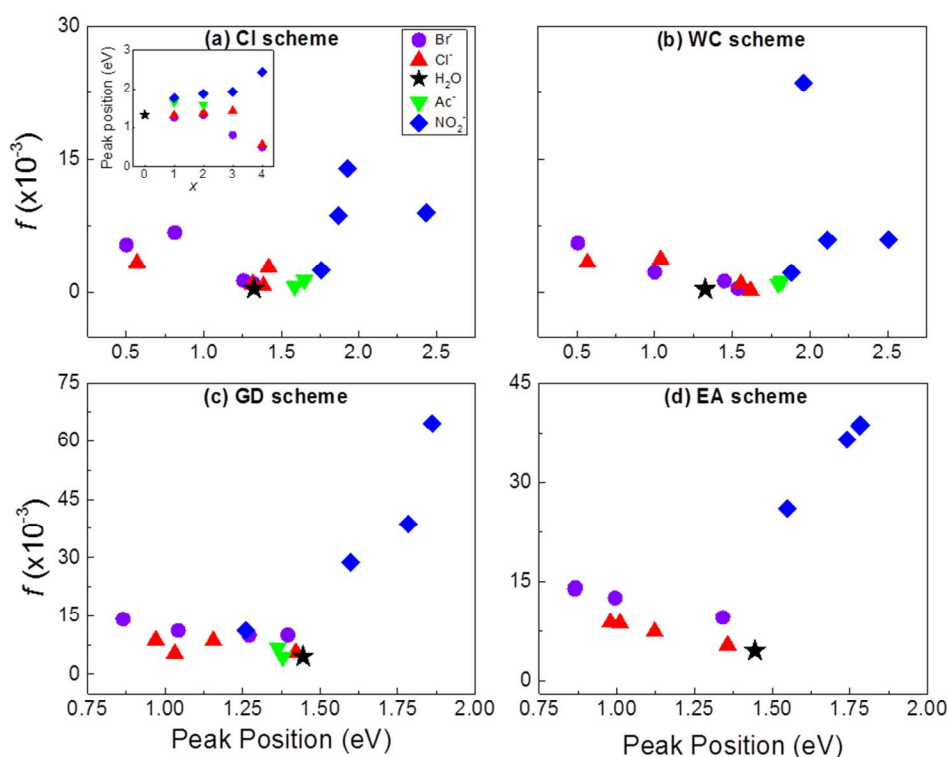 30
15
0
f (x10⁻³)
(a) CI scheme
Peak position (eV)
3
2
1
0
0 1 2 3 4
x
Br⁻
Cl⁻
H₂O
Ac⁻
NO₂⁻
0.5 1.0 1.5 2.0 2.5
(b) WC scheme
0.5 1.0 1.5 2.0 2.5
75
60
45
30
15
0
f (x10⁻³)
(c) GD scheme
1.00 1.25 1.50 1.75 2.00
Peak Position (eV)
45
30
15
0
(d) EA scheme
0.75 1.00 1.25 1.50 1.75 2.00
Peak Position (eV)